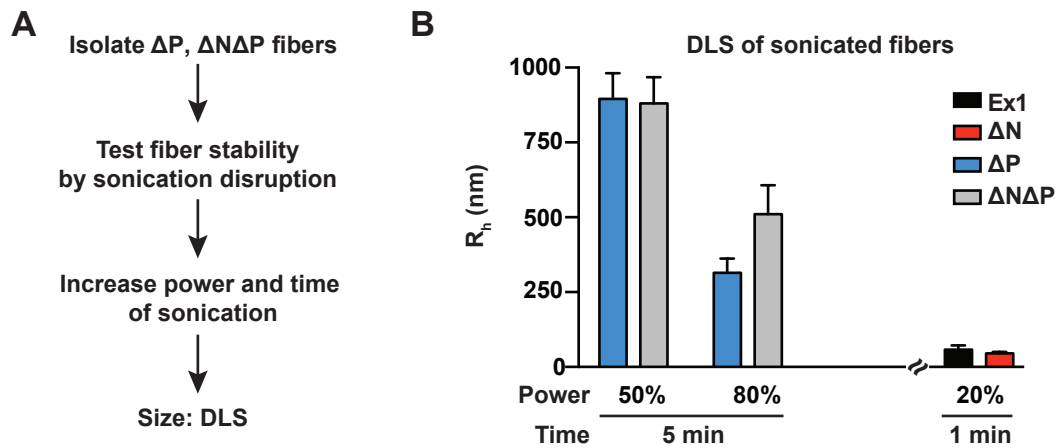 A
Isolate ΔP, ΔNΔP fibers
Test fiber stability
by sonication disruption
Increase power and time
of sonication
Size: DLS
B
DLS of sonicated fibers
R_h (nm)
1000
750
500
250
0
Ex1
ΔN
ΔP
ΔNΔP
Power 50% 80% 20%
Time 5 min 1 min